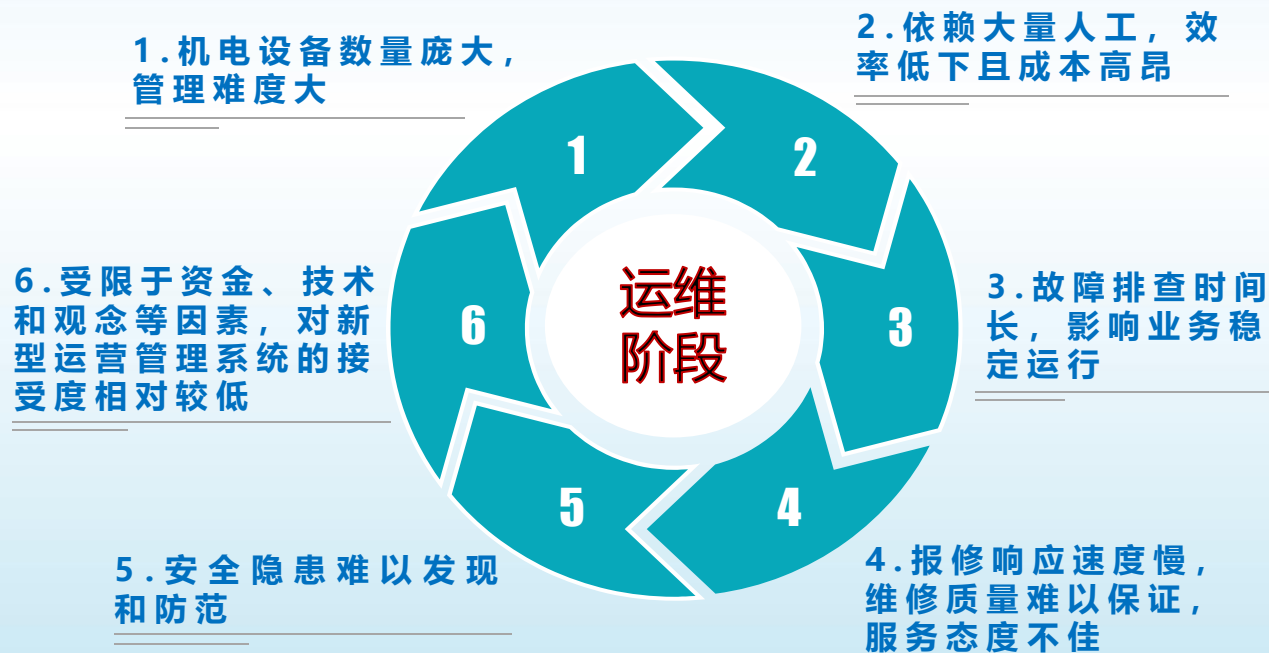 1.机电设备数量庞大,
管理难度大
2.依赖大量人工，效
率低下且成本高昂
1
2
6.受限于资金、技术
和观念等因素，对新
型运营管理系统的接
受度相对较低
6
运维
阶段
3
3.故障排查时间
长，影响业务稳
定运行
5
4
5.安全隐患难以发现
和防范
4.报修响应速度慢,
维修质量难以保证,
服务态度不佳